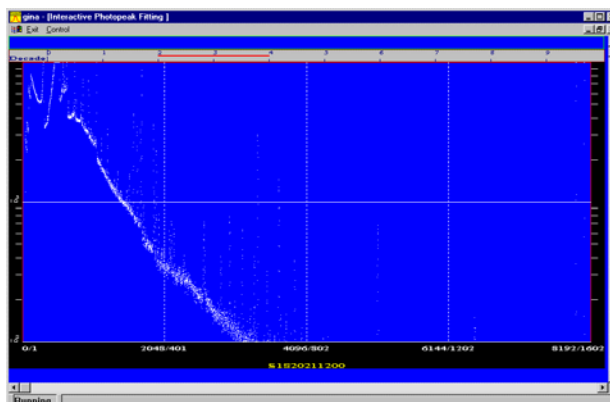 gina - [Interactive Photopeak Fitting ]
Exit Control
0 1 2 3 4 5 6 7 8 9
Decade
0/1 2048/401 4096/802 6144/1202 8192/1602
S1820211200
Running